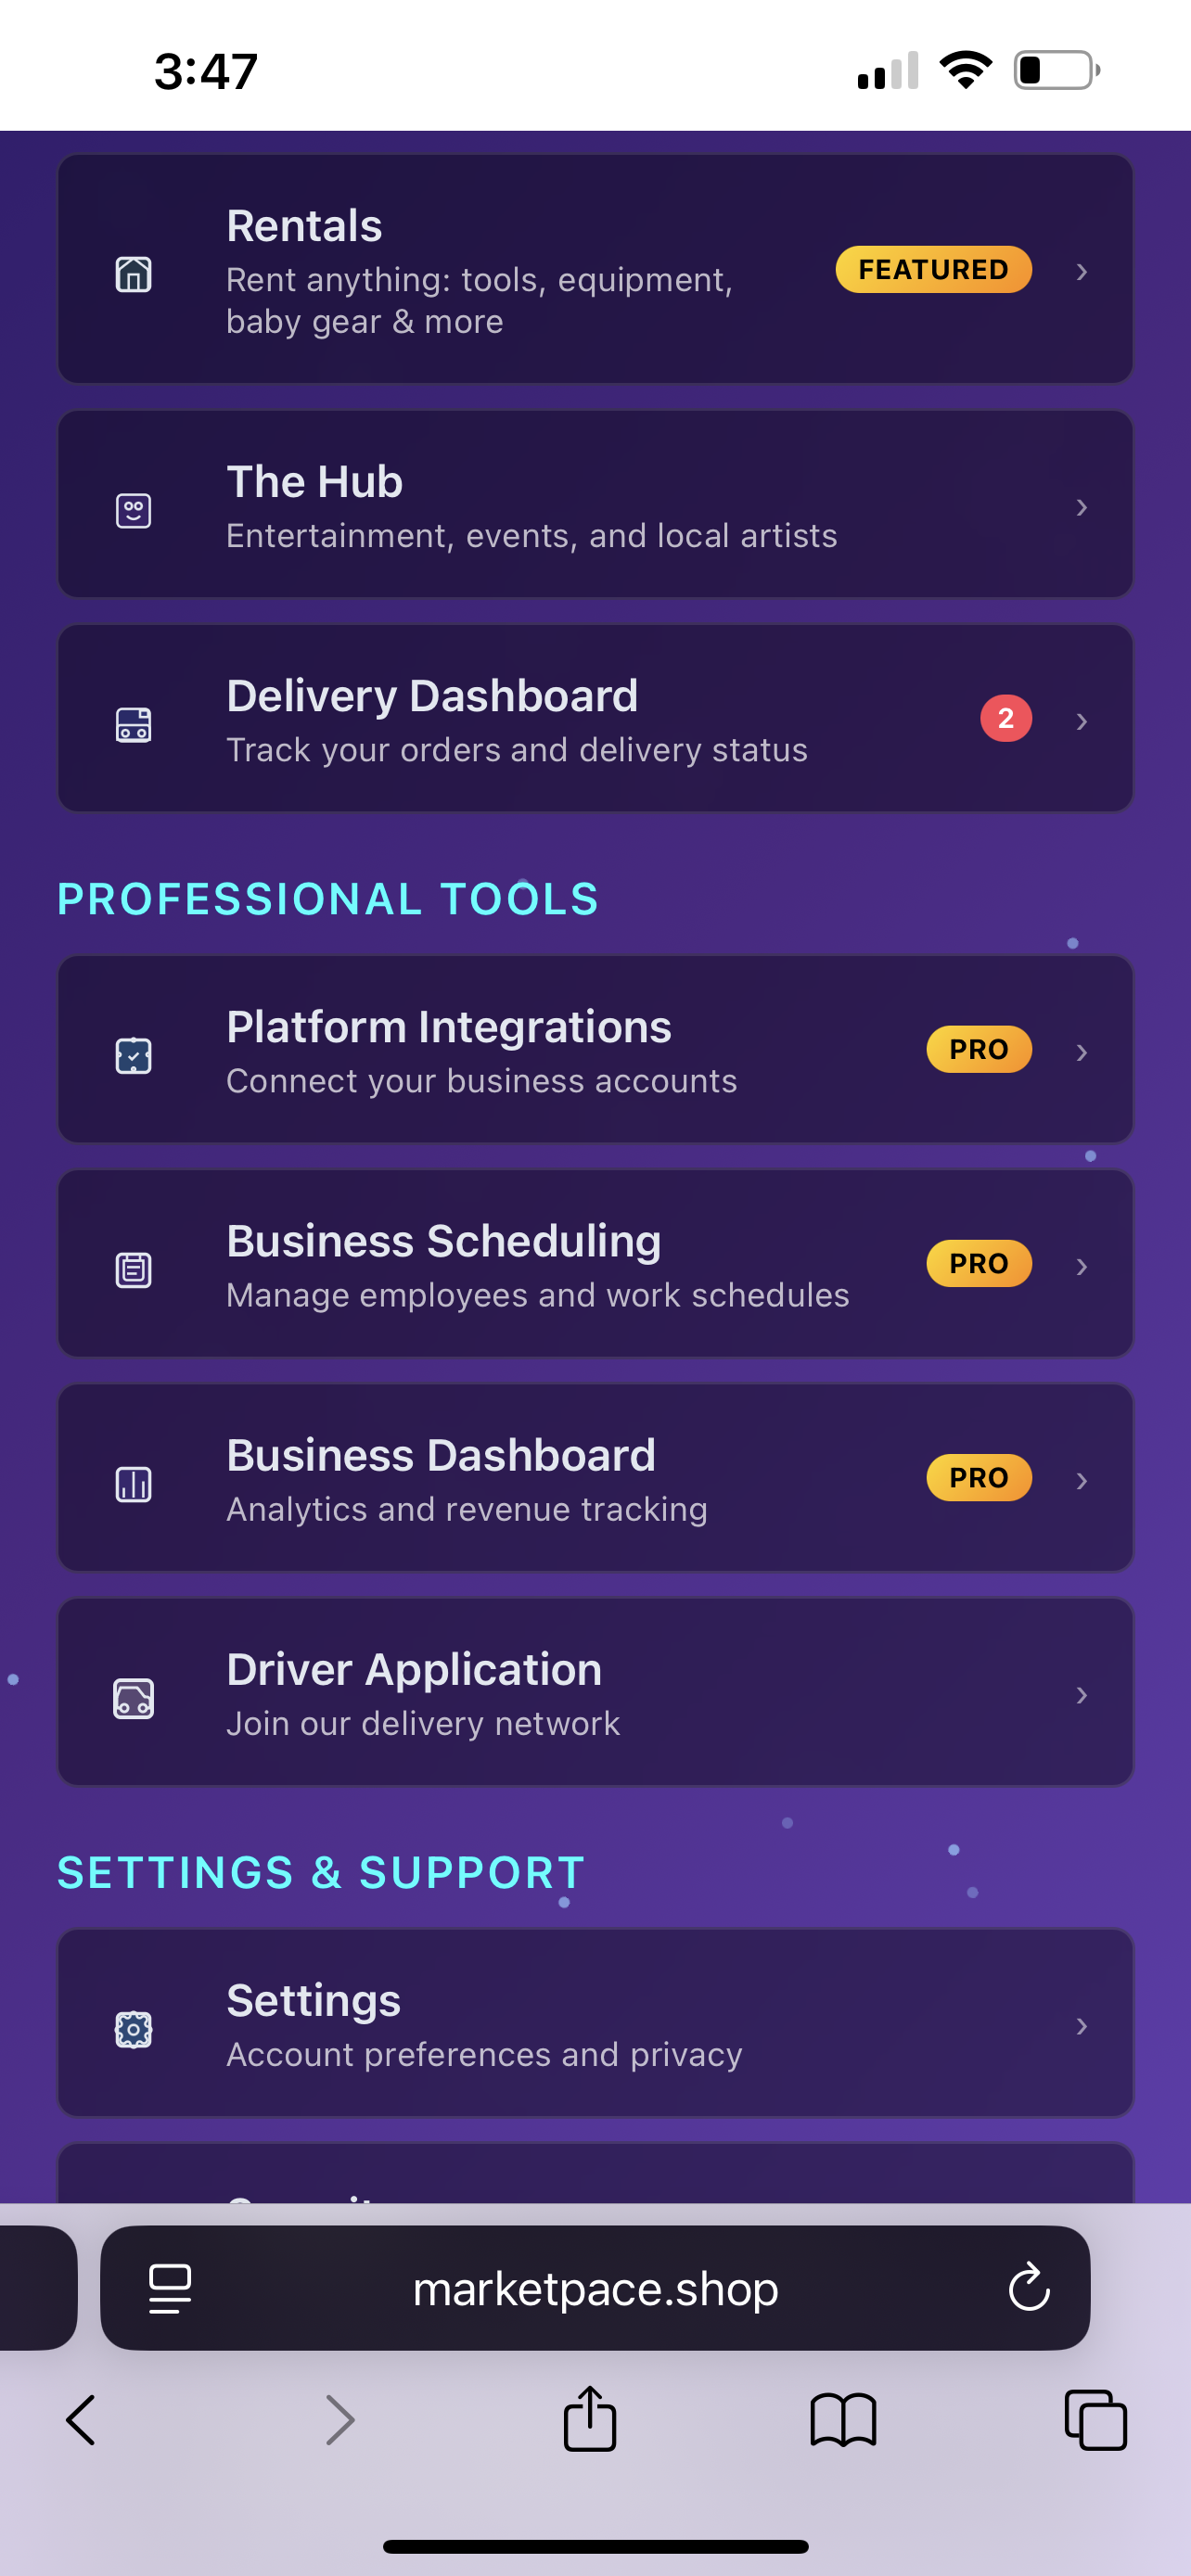 3:47
Rentals
Rent anything: tools, equipment,
baby gear & more
FEATURED
The Hub
Entertainment, events, and local artists
Delivery Dashboard
Track your orders and delivery status
2
PROFESSIONAL TOOLS
Platform Integrations
Connect your business accounts
PRO
Business Scheduling
Manage employees and work schedules
PRO
Business Dashboard
Analytics and revenue tracking
PRO
Driver Application
Join our delivery network
SETTINGS & SUPPORT
Settings
Account preferences and privacy
marketpace.shop